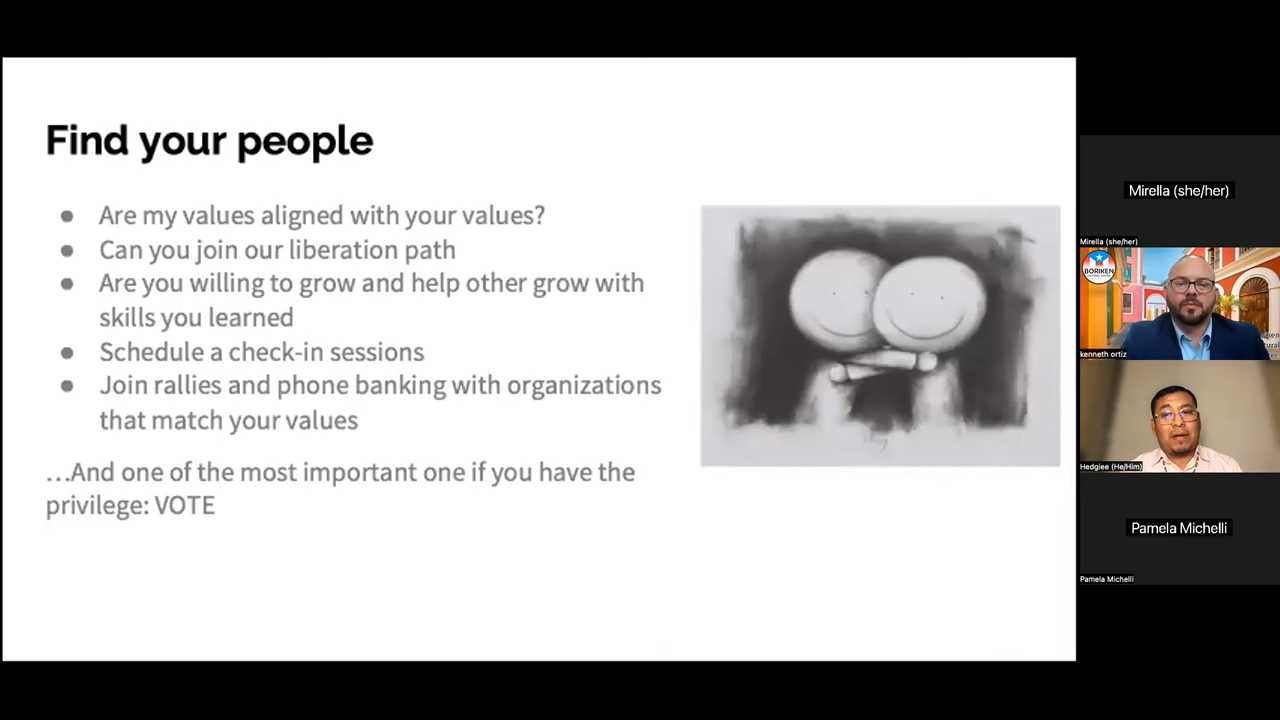 Find your people
Are my values aligned with your values?
Can you join our liberation path
Are you willing to grow and help other grow with
skills you learned
Schedule a check-in sessions
Join rallies and phone banking with organizations
that match your values
…And one of the most important one if you have the
privilege: VOTE
Mirella (she/her)
Mirella (she/her)
BORIKEN
kenneth ortiz
Hedgiee (He/Him)
Pamela Michelli
Pamela Michelli